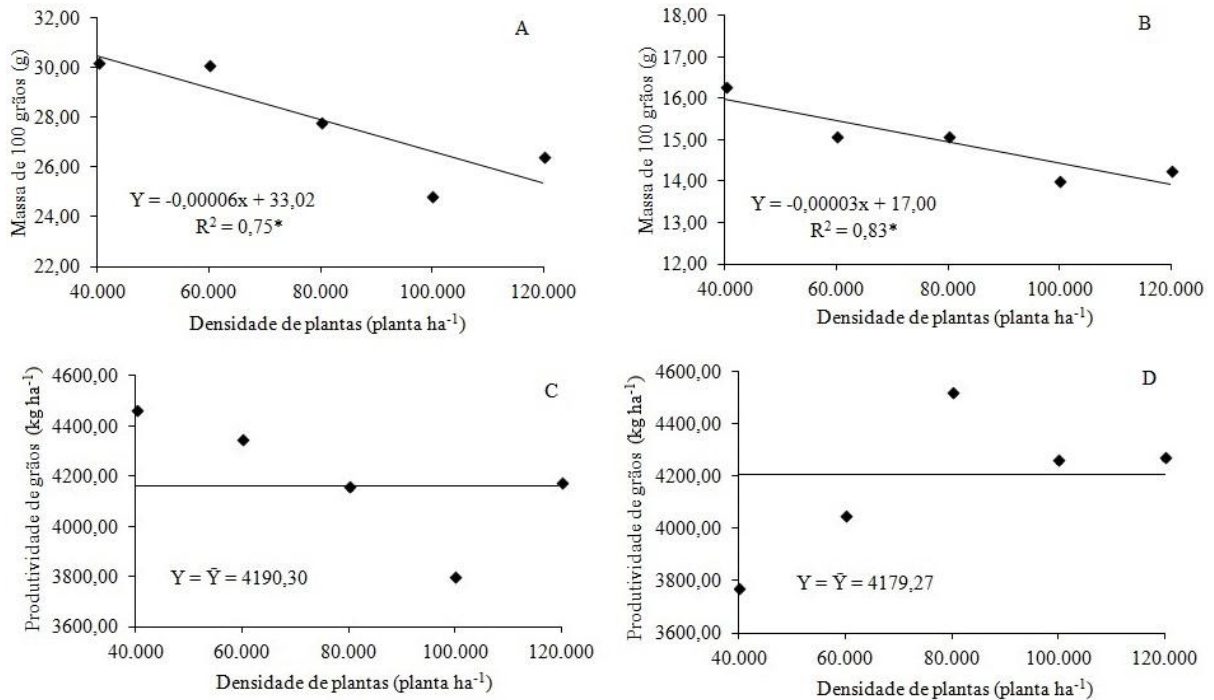 A
Massa de 100 grãos (g)
32,00
30,00
28,00
26,00
24,00
22,00
Y = -0,00006x + 33,02
R² = 0,75*
40.000 60.000 80.000 100.000 120.000
Densidade de plantas (planta ha⁻¹)
B
Massa de 100 grãos (g)
18,00
17,00
16,00
15,00
14,00
13,00
12,00
Y = -0,00003x + 17,00
R² = 0,83*
40.000 60.000 80.000 100.000 120.000
Densidade de plantas (planta ha⁻¹)
C
Produtividade de grãos (kg ha⁻¹)
4600,00
4400,00
4200,00
4000,00
3800,00
3600,00
Y = Ȳ = 4190,30
40.000 60.000 80.000 100.000 120.000
Densidade de plantas (planta ha⁻¹)
D
Produtividade de grãos (kg ha⁻¹)
4600,00
4400,00
4200,00
4000,00
3800,00
3600,00
Y = Ȳ = 4179,27
40.000 60.000 80.000 100.000 120.000
Densidade de plantas (planta ha⁻¹)